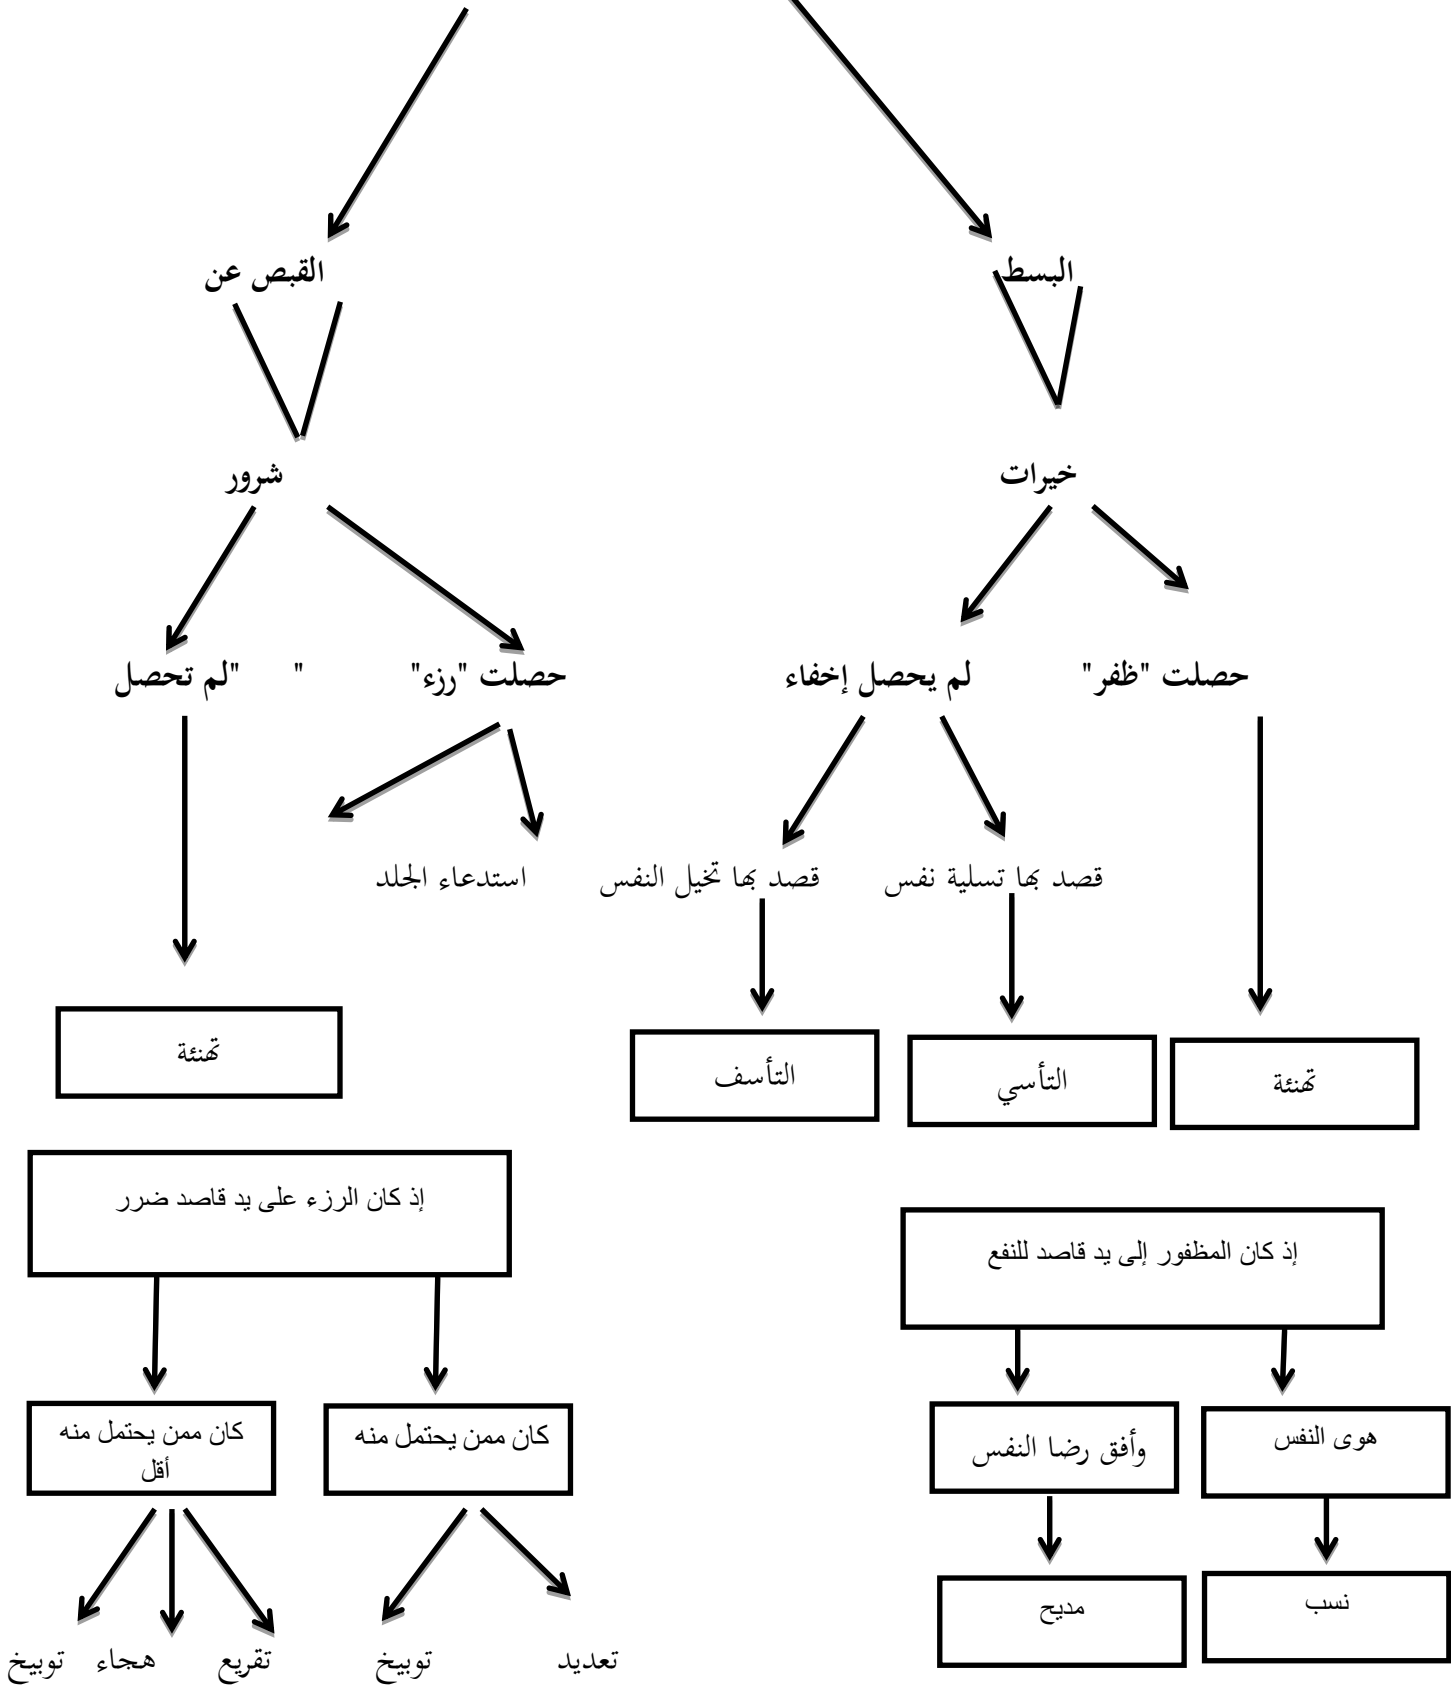 البسط
القبص عن
خيرات
شرور
حصلت "ظفر"
لم يحصل إخفاء
حصلت "رزء"
"
"لم تحصل
قصد بها تسلية نفس
قصد بها تخيل النفس
استدعاء الجلد
تهنئة
التأسي
التأسف
تهنئة
إذ كان المظفور إلى يد قاصد للنفع
إذ كان الرزء على يد قاصد ضرر
هوى النفس
وأفق رضا النفس
كان ممن يحتمل منه
كان ممن يحتمل منه
أقل
نسب
مديح
تعديد
توبيخ
تقريع
هجاء
توبيخ